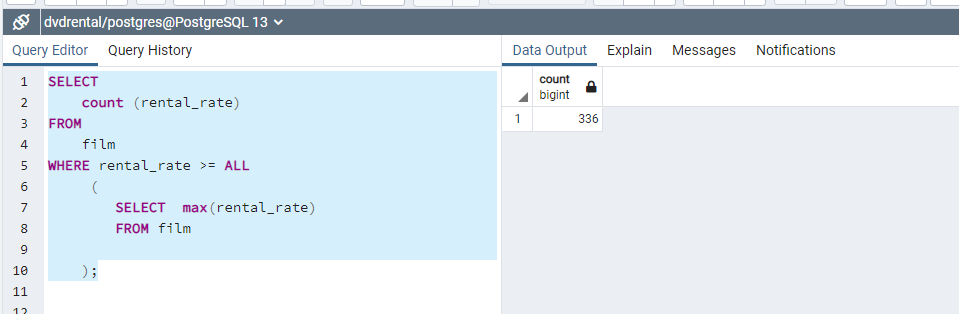 dvdrental/postgres@PostgreSQL 13
Query Editor Query History
1 SELECT
2 count (rental_rate)
3 FROM
4 film
5 WHERE rental_rate >= ALL
6 (
7 SELECT max(rental_rate)
8 FROM film
9
10 );
11
12
Data Output Explain Messages Notifications
count
bigint
1 336